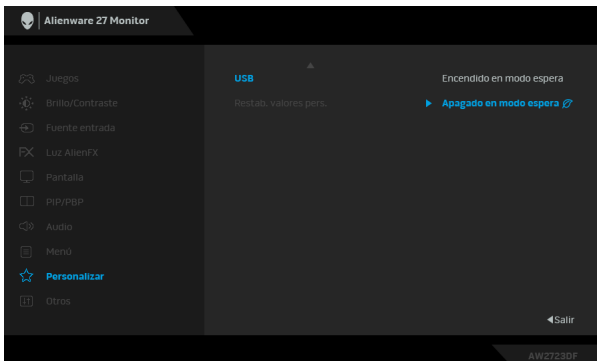 Alienware 27 Monitor
Juegos
USB
Encendido en modo espera
Brillo/Contraste
Restab. valores pers.
Apagado en modo espera
Fuente entrada
FX Luz AlienFX
Pantalla
PIP/PBP
Audio
Menú
Personalizar
Otros
Salir
AW2723DF